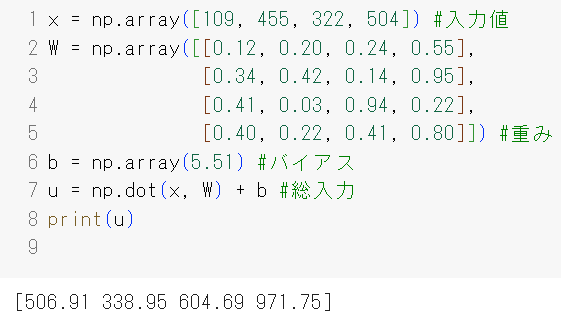 1 x = np.array([109, 455, 322, 504]) #入力値
2 W = np.array([[0.12, 0.20, 0.24, 0.55],
3 [0.34, 0.42, 0.14, 0.95],
4 [0.41, 0.03, 0.94, 0.22],
5 [0.40, 0.22, 0.41, 0.80]]) #重み
6 b = np.array(5.51) #バイアス
7 u = np.dot(x, W) + b #総入力
8 print(u)
9
[506.91 338.95 604.69 971.75]